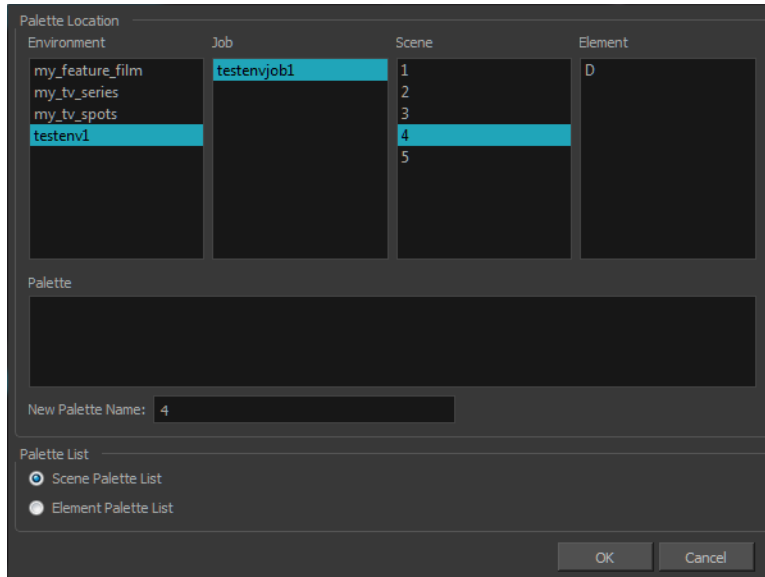 Palette Location
Environment Job Scene Element
my_feature_film testenvjob1 1 D
my_tv_series 2
my_tv_spots 3
testenv1 4
5
Palette
New Palette Name: 4
Palette List
Scene Palette List
Element Palette List
OK Cancel